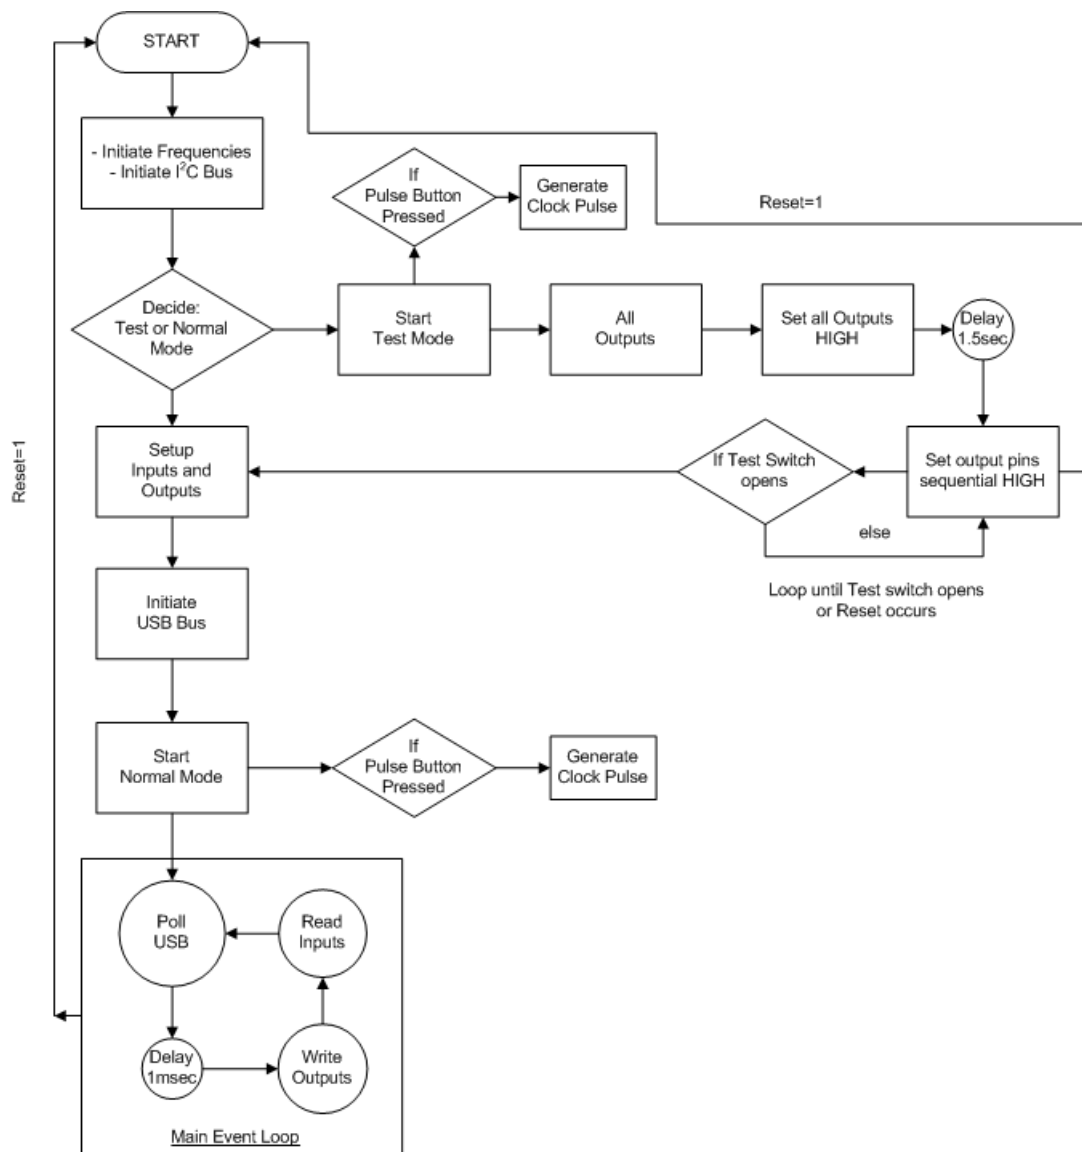 START
- Initiate Frequencies
- Initiate I²C Bus
If
Pulse Button
Pressed
Generate
Clock Pulse
Reset=1
Decide:
Test or Normal
Mode
Start
Test Mode
All
Outputs
Set all Outputs
HIGH
Delay
1.5sec
Reset=1
Setup
Inputs and
Outputs
If Test Switch
opens
Set output pins
sequential HIGH
else
Loop until Test switch opens
or Reset occurs
Initiate
USB Bus
Start
Normal Mode
If
Pulse Button
Pressed
Generate
Clock Pulse
Poll
USB
Read
Inputs
Delay
1msec
Write
Outputs
Main Event Loop